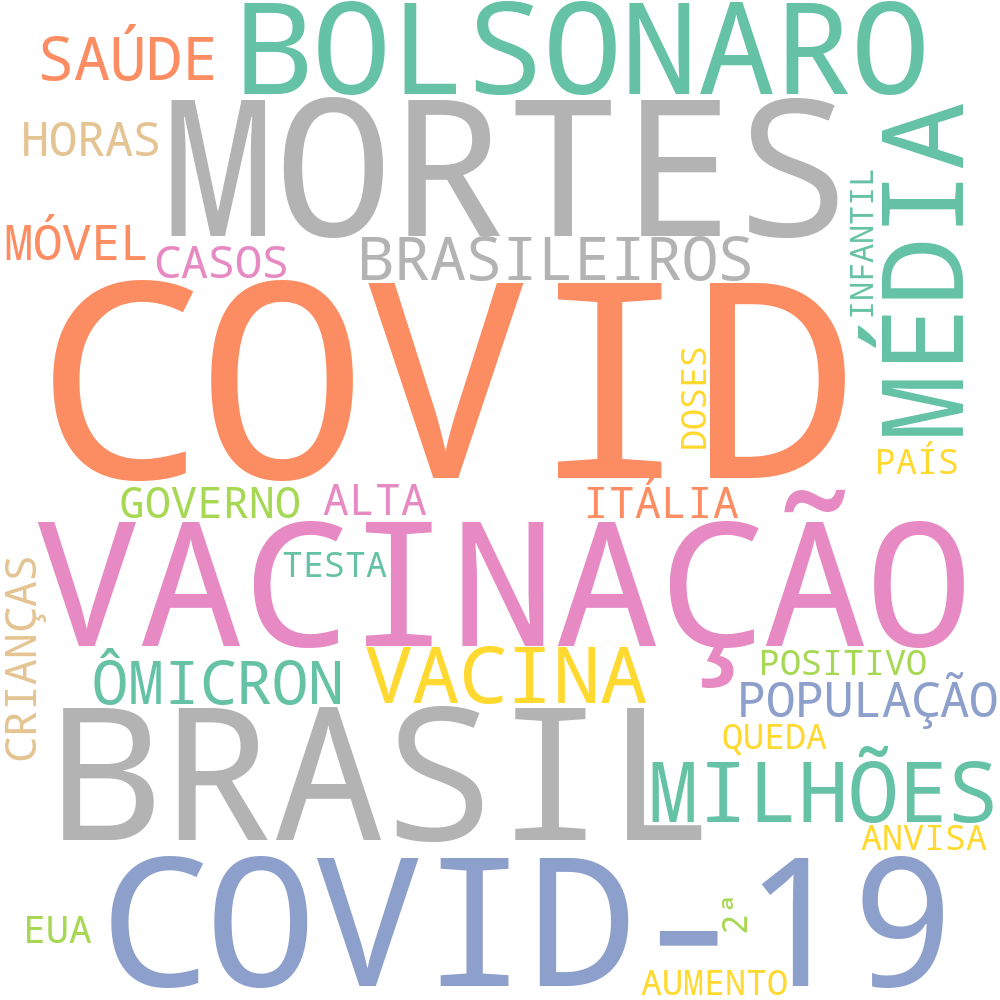 BOLSONARO
SAÚDE
MORTES
HORAS
MÉDIA
INFANTIL
MÓVEL
CASOS
BRASILEIROS
COVID
DOSES
PAÍS
GOVERNO
ALTA
ITÁLIA
VACINAÇÃO
TESTA
CRIANÇAS
ÔMICRON
VACINA
POSITIVO
POPULAÇÃO
BRASIL
QUEDA
MILHÕES
ANVISA
COVID-19
2ª
EUA
AUMENTO